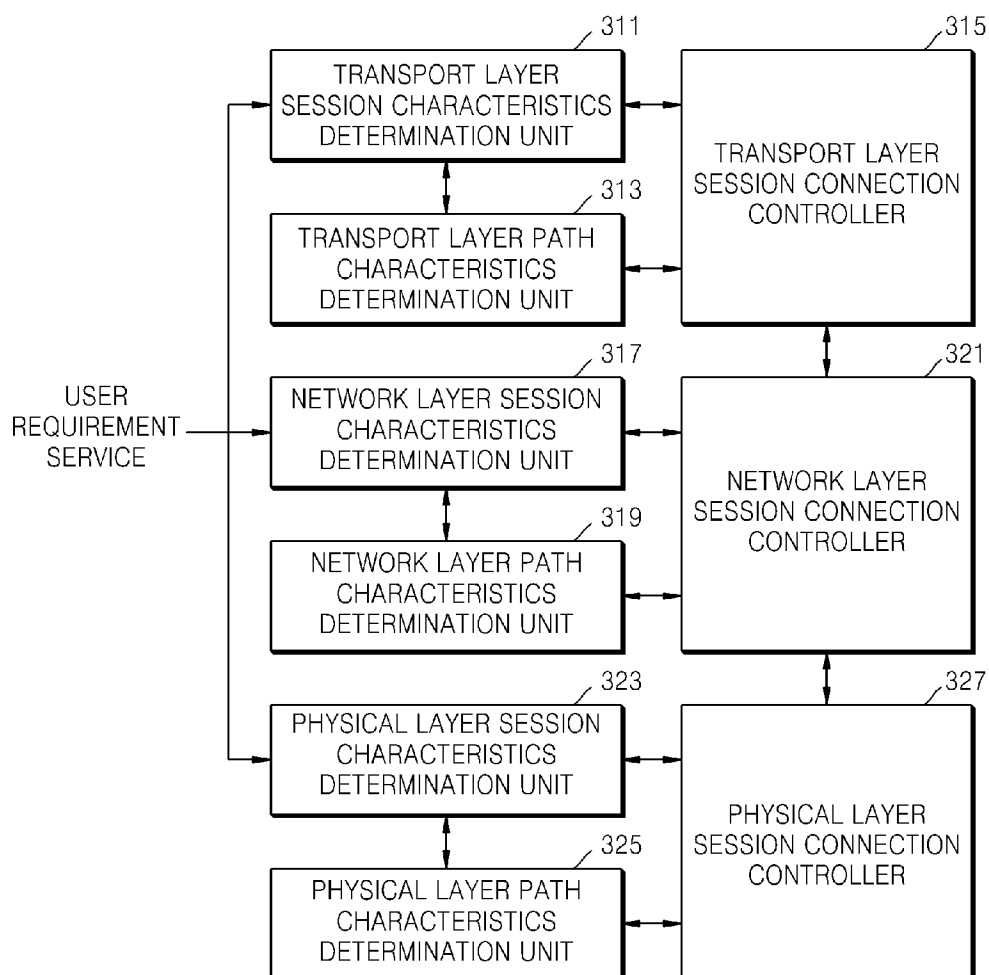 311
TRANSPORT LAYER
SESSION CHARACTERISTICS
DETERMINATION UNIT
315
TRANSPORT LAYER
SESSION CONNECTION
CONTROLLER
313
TRANSPORT LAYER PATH
CHARACTERISTICS
DETERMINATION UNIT
USER
REQUIREMENT
SERVICE
317
NETWORK LAYER SESSION
CHARACTERISTICS
DETERMINATION UNIT
321
NETWORK LAYER
SESSION CONNECTION
CONTROLLER
319
NETWORK LAYER PATH
CHARACTERISTICS
DETERMINATION UNIT
323
PHYSICAL LAYER SESSION
CHARACTERISTICS
DETERMINATION UNIT
327
PHYSICAL LAYER
SESSION CONNECTION
CONTROLLER
325
PHYSICAL LAYER PATH
CHARACTERISTICS
DETERMINATION UNIT